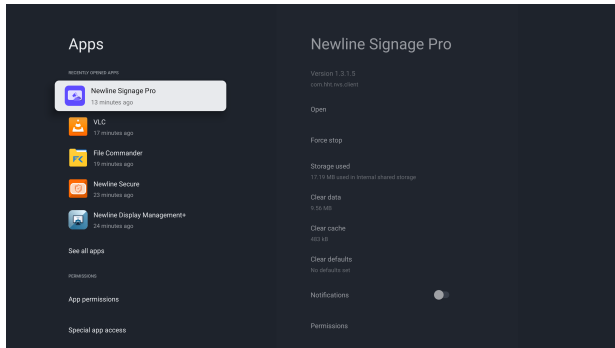 Apps
RECENTLY OPENED APPS
Newline Signage Pro
13 minutes ago
VLC
17 minutes ago
File Commander
19 minutes ago
Newline Secure
23 minutes ago
Newline Display Management+
24 minutes ago
See all apps
PERMISSIONS
App permissions
Special app access
Newline Signage Pro
Version 1.3.1.5
com.hht.nvs.client
Open
Force stop
Storage used
17.19 MB used in Internal shared storage
Clear data
9.56 MB
Clear cache
483 kB
Clear defaults
No defaults set
Notifications
Permissions